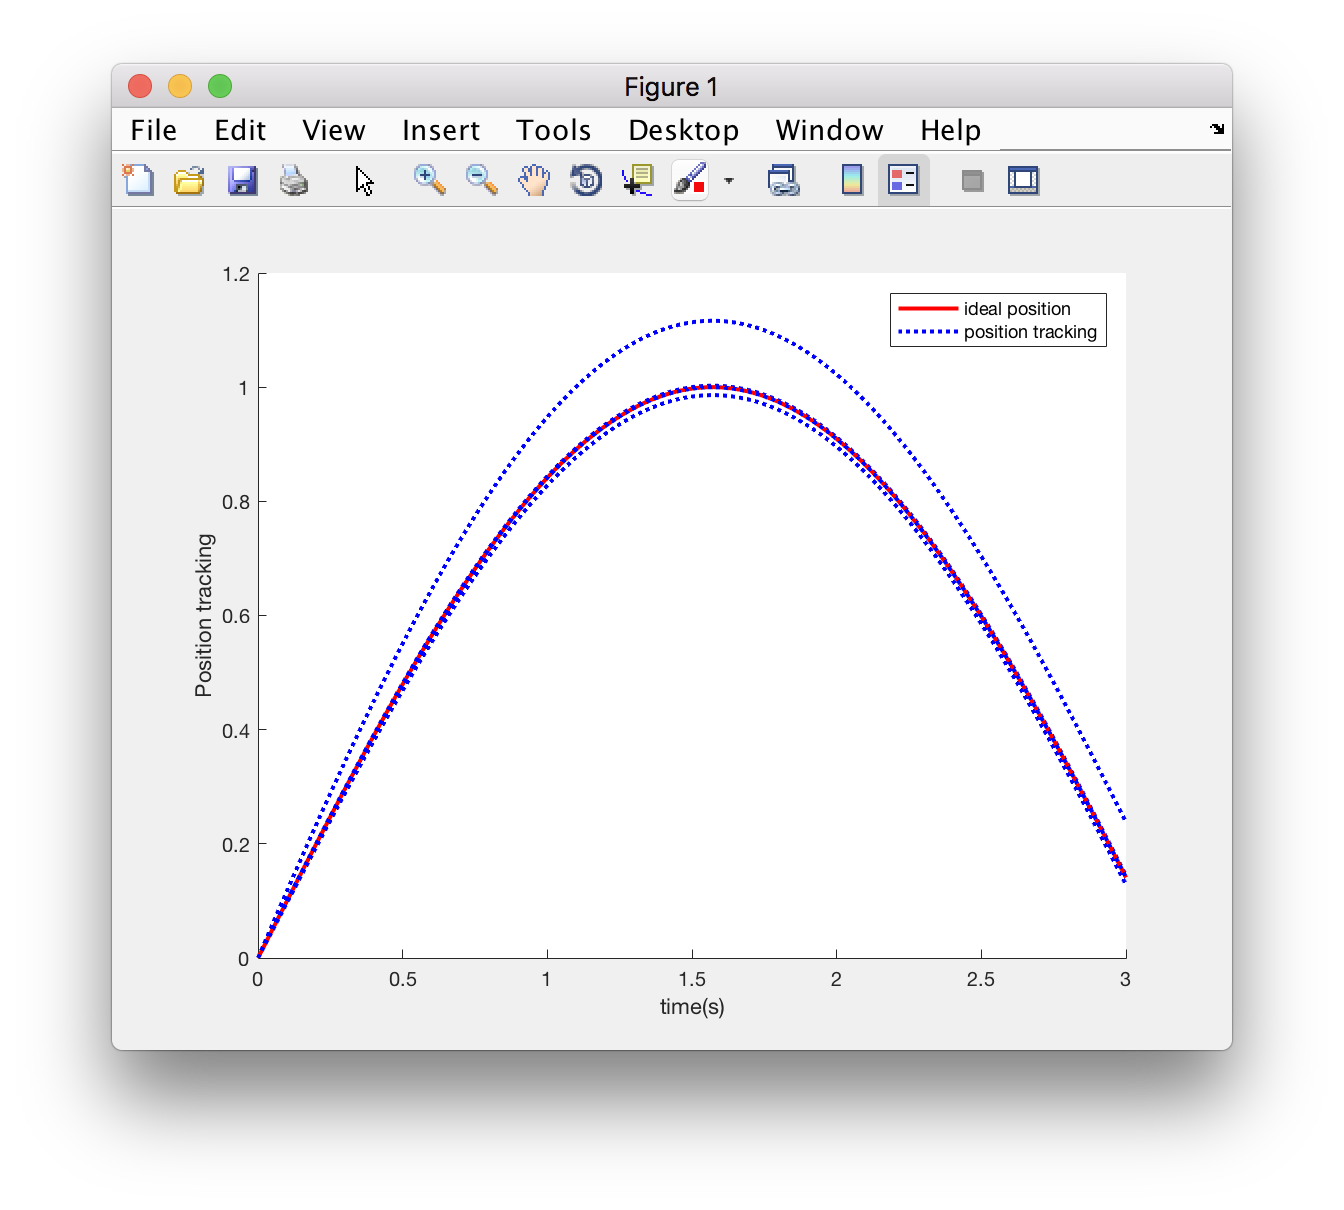 Figure 1
File Edit View Insert Tools Desktop Window Help
1.2
1
0.8
0.6
0.4
0.2
0
Position tracking
ideal position
position tracking
0 0.5 1 1.5 2 2.5 3
time(s)